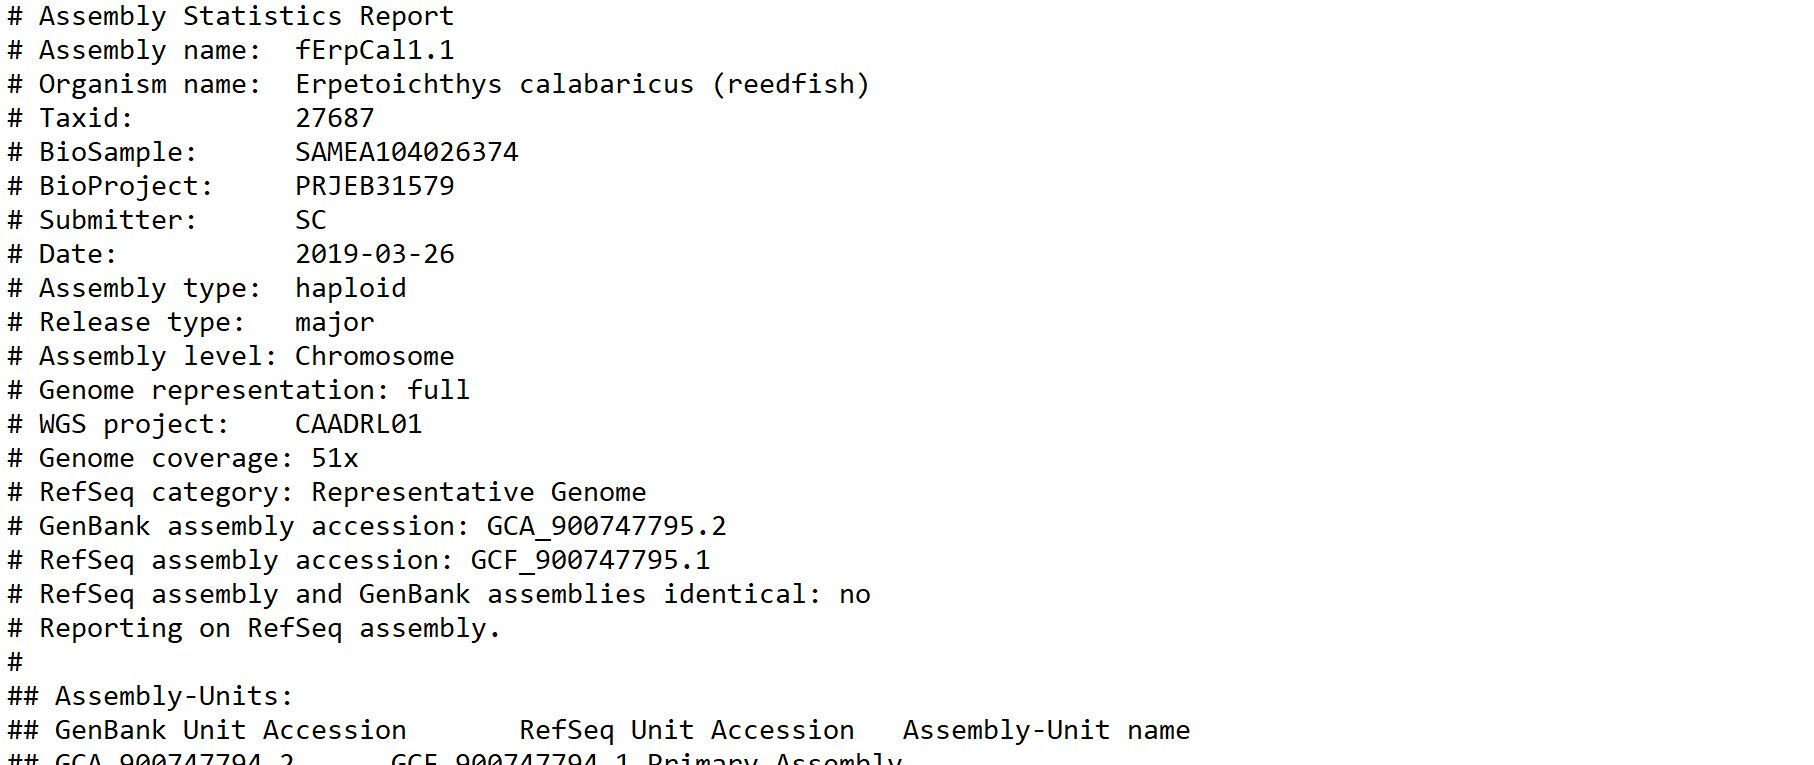 # Assembly Statistics Report
# Assembly name:  fErpCal1.1
# Organism name:  Erpetoichthys calabaricus (reedfish)
# Taxid:          27687
# BioSample:      SAMEA104026374
# BioProject:     PRJEB31579
# Submitter:      SC
# Date:           2019-03-26
# Assembly type:  haploid
# Release type:   major
# Assembly level: Chromosome
# Genome representation: full
# WGS project:    CAADRL01
# Genome coverage: 51x
# RefSeq category: Representative Genome
# GenBank assembly accession: GCA_900747795.2
# RefSeq assembly accession: GCF_900747795.1
# RefSeq assembly and GenBank assemblies identical: no
# Reporting on RefSeq assembly.
#
## Assembly-Units:
## GenBank Unit Accession       RefSeq Unit Accession   Assembly-Unit name
## GCA_900747794.2      GCF_900747794.1 Primary Assembly